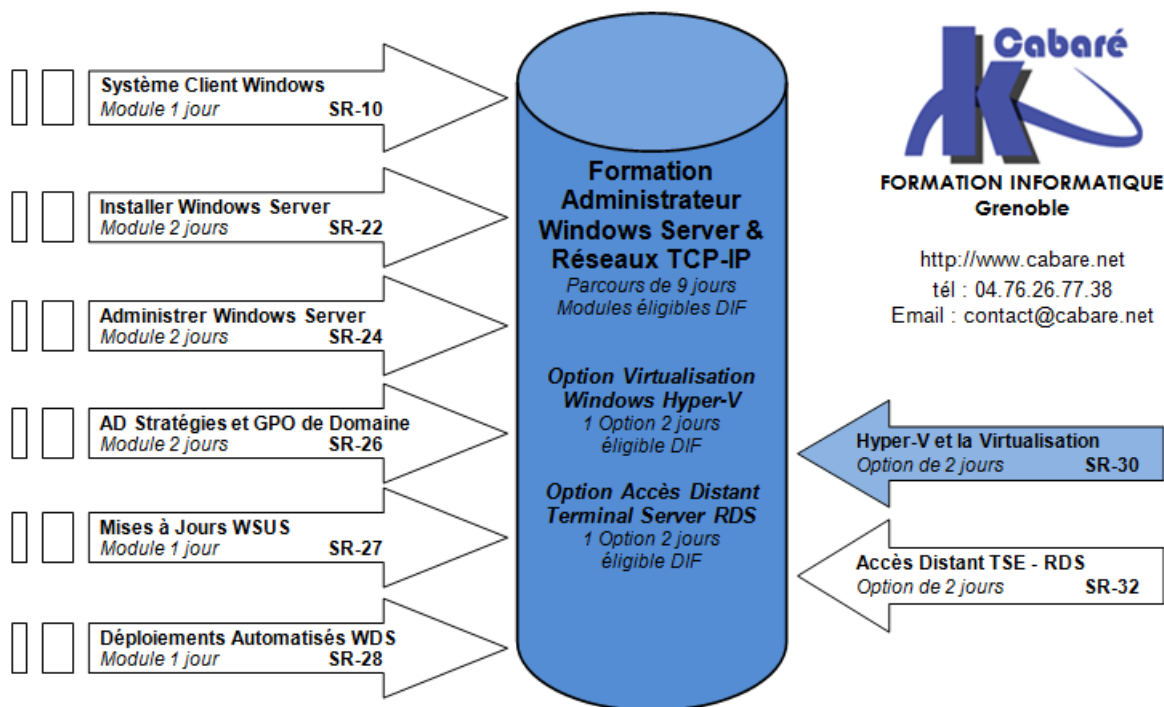 Système Client Windows
Module 1 jour SR-10
Installer Windows Server
Module 2 jours SR-22
Administrer Windows Server
Module 2 jours SR-24
AD Stratégies et GPO de Domaine
Module 2 jours SR-26
Mises à Jours WSUS
Module 1 jour SR-27
Déploiements Automatisés WDS
Module 1 jour SR-28
Formation
Administrateur
Windows Server &
Réseaux TCP-IP
Parcours de 9 jours
Modules éligibles DIF
Option Virtualisation
Windows Hyper-V
1 Option 2 jours
éligible DIF
Option Accès Distant
Terminal Server RDS
1 Option 2 jours
éligible DIF
Cabaré
FORMATION INFORMATIQUE
Grenoble
http://www.cabare.net
tél : 04.76.26.77.38
Email : contact@cabare.net
Hyper-V et la Virtualisation
Option de 2 jours SR-30
Accès Distant TSE - RDS
Option de 2 jours SR-32